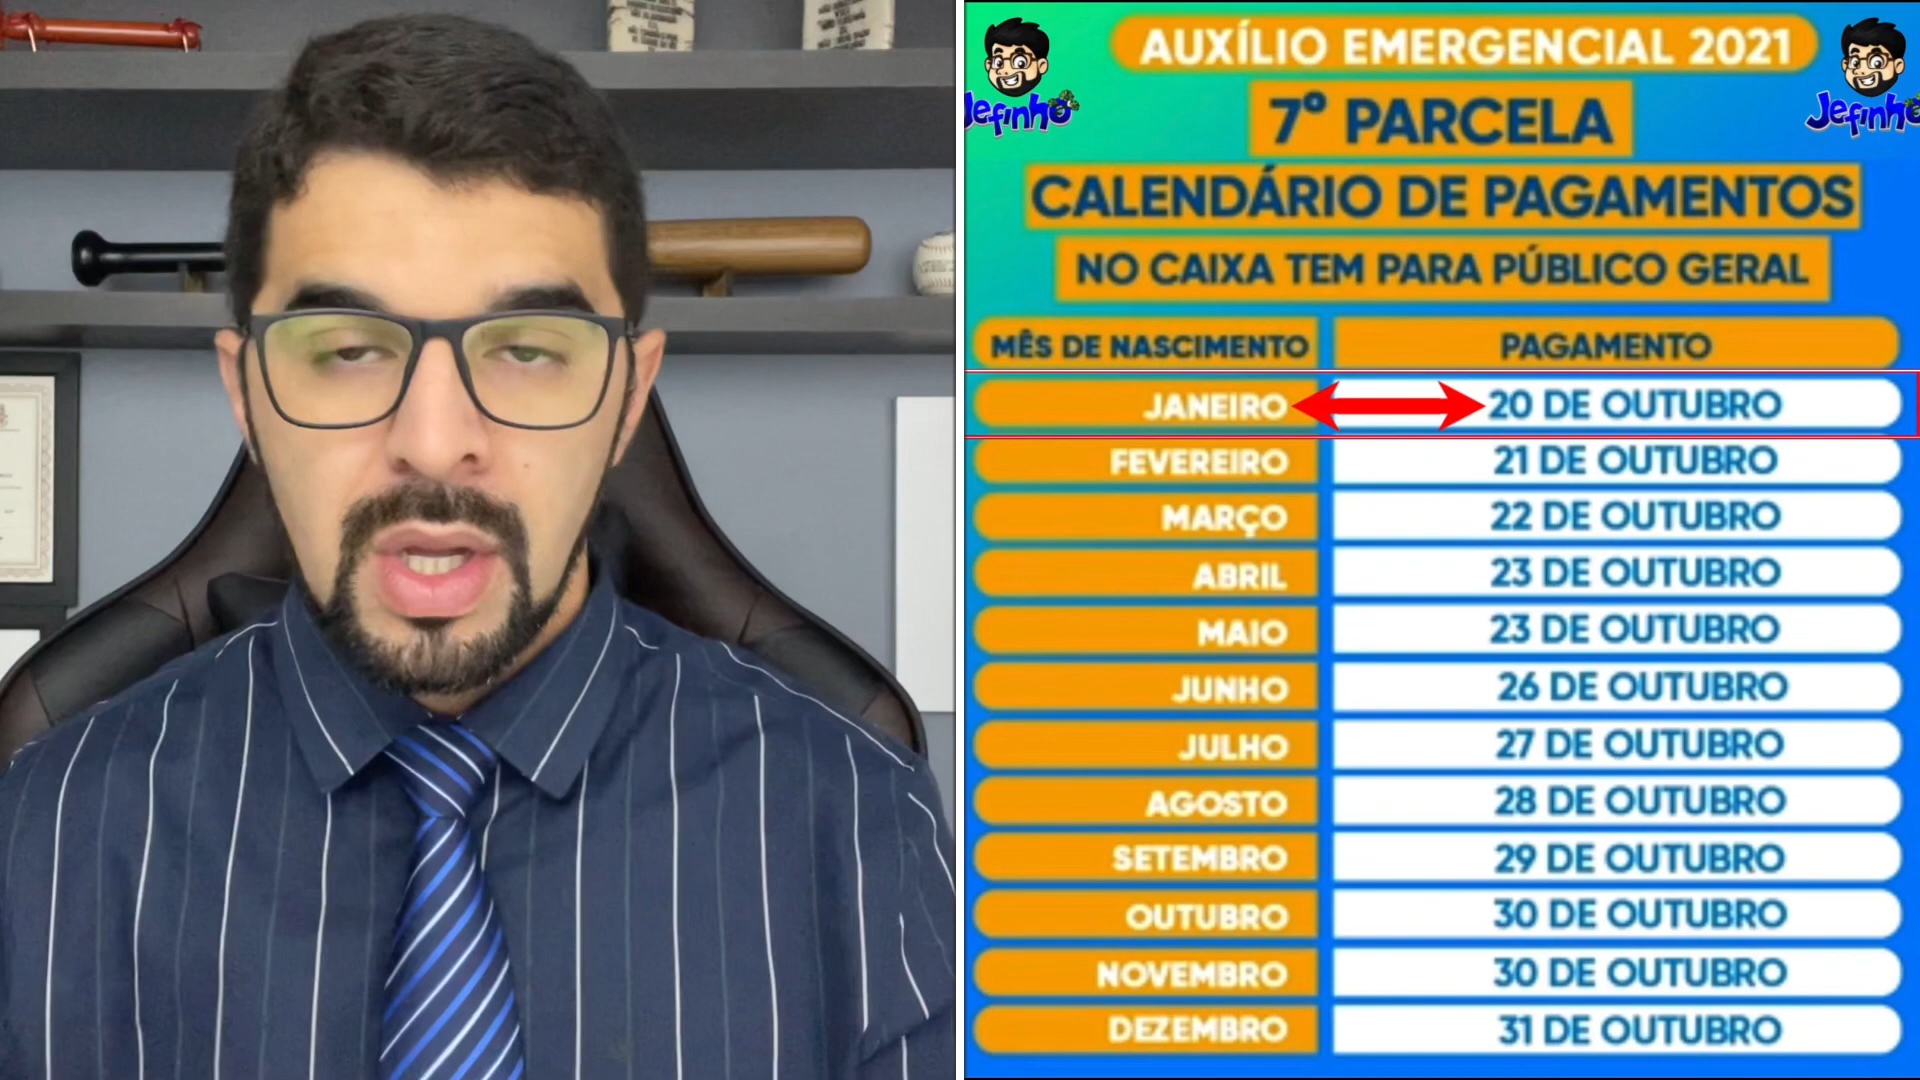 AUXÍLIO EMERGENCIAL 2021
Jefinho
Jefinho
7º PARCELA
CALENDÁRIO DE PAGAMENTOS
NO CAIXA TEM PARA PÚBLICO GERAL
MÊS DE NASCIMENTO PAGAMENTO
JANEIRO 20 DE OUTUBRO
FEVEREIRO 21 DE OUTUBRO
MARÇO 22 DE OUTUBRO
ABRIL 23 DE OUTUBRO
MAIO 23 DE OUTUBRO
JUNHO 26 DE OUTUBRO
JULHO 27 DE OUTUBRO
AGOSTO 28 DE OUTUBRO
SETEMBRO 29 DE OUTUBRO
OUTUBRO 30 DE OUTUBRO
NOVEMBRO 30 DE OUTUBRO
DEZEMBRO 31 DE OUTUBRO